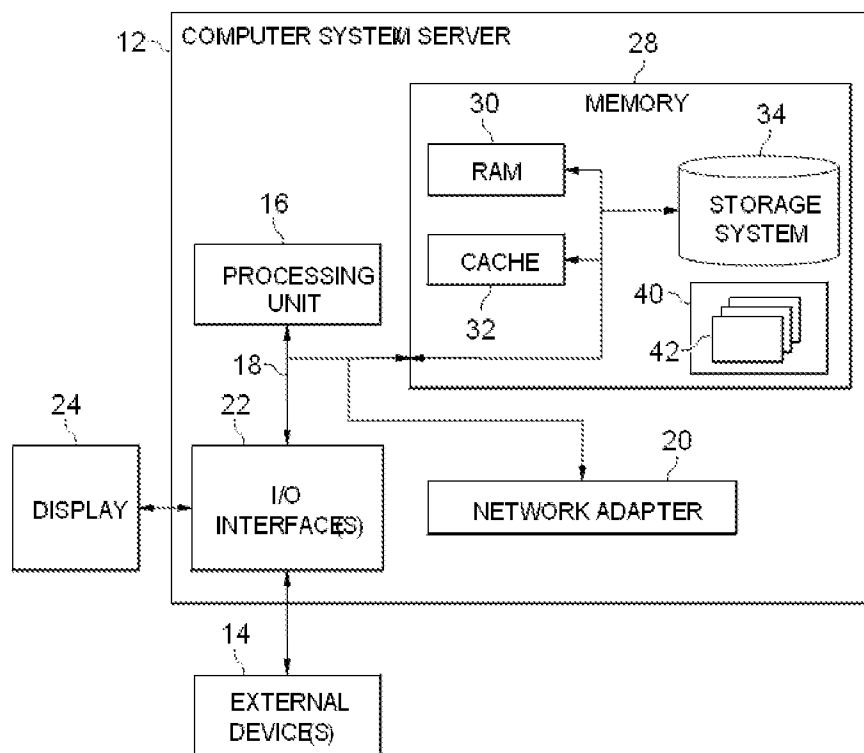 12
COMPUTER SYSTEM SERVER
28
MEMORY
30
RAM
34
STORAGE
SYSTEM
16
PROCESSING
UNIT
CACHE
32
40
42
18
24
22
20
DISPLAY
I/O
INTERFACE(S)
NETWORK ADAPTER
14
EXTERNAL
DEVICE(S)